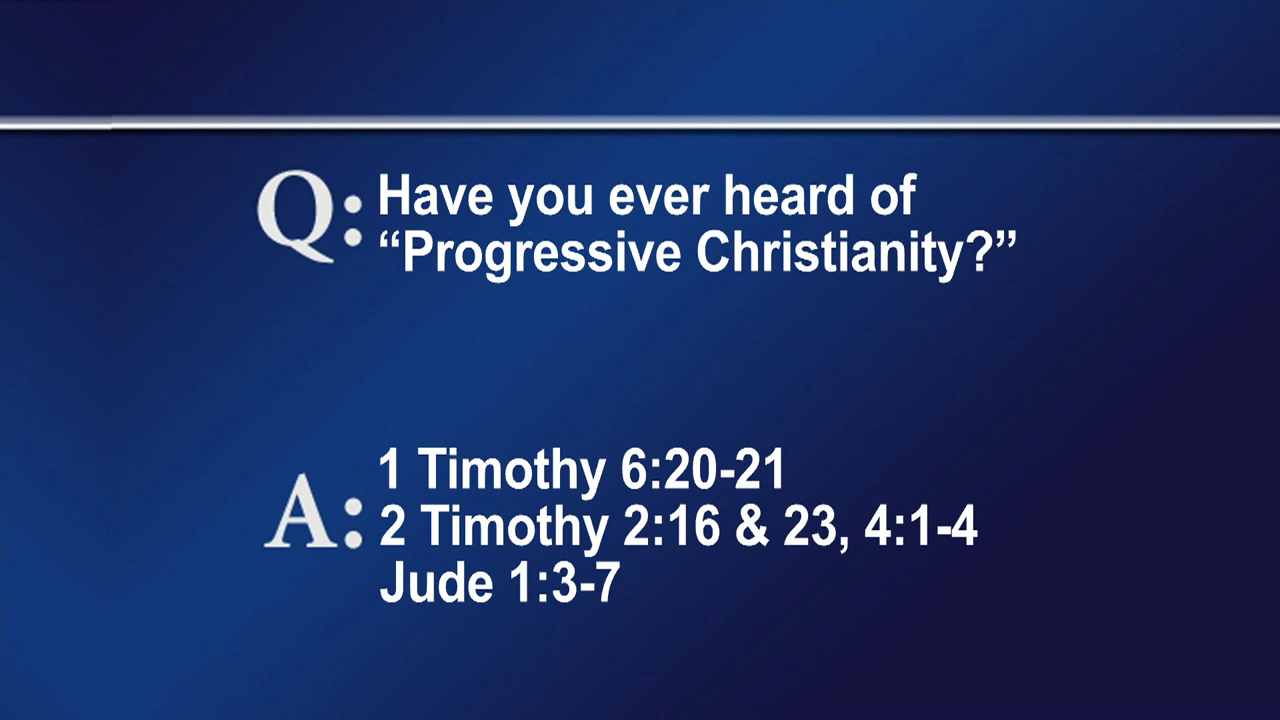 Q: Have you ever heard of
“Progressive Christianity?”
A: 1 Timothy 6:20-21
2 Timothy 2:16 & 23, 4:1-4
Jude 1:3-7